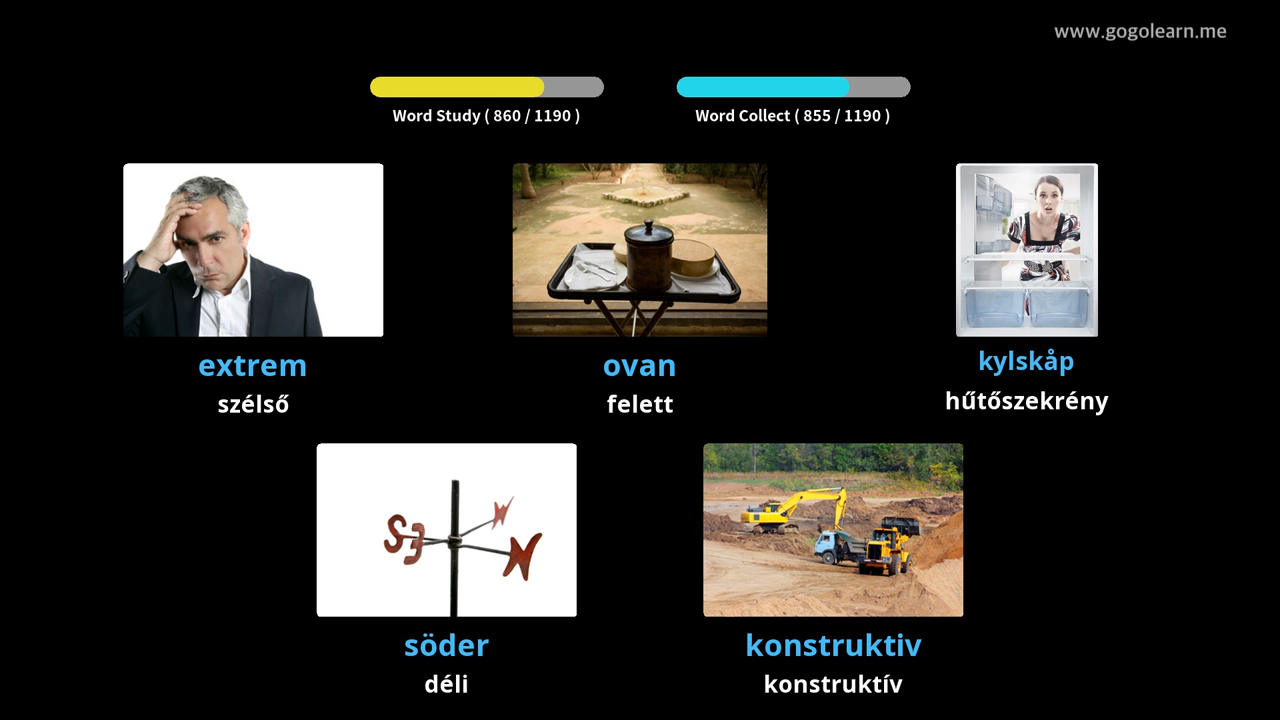 www.gogolearn.me
Word Study ( 860 / 1190 )
Word Collect ( 855 / 1190 )
extrem
szélső
ovan
felett
kylskåp
hűtőszekrény
S E N
söder
déli
konstruktiv
konstruktív